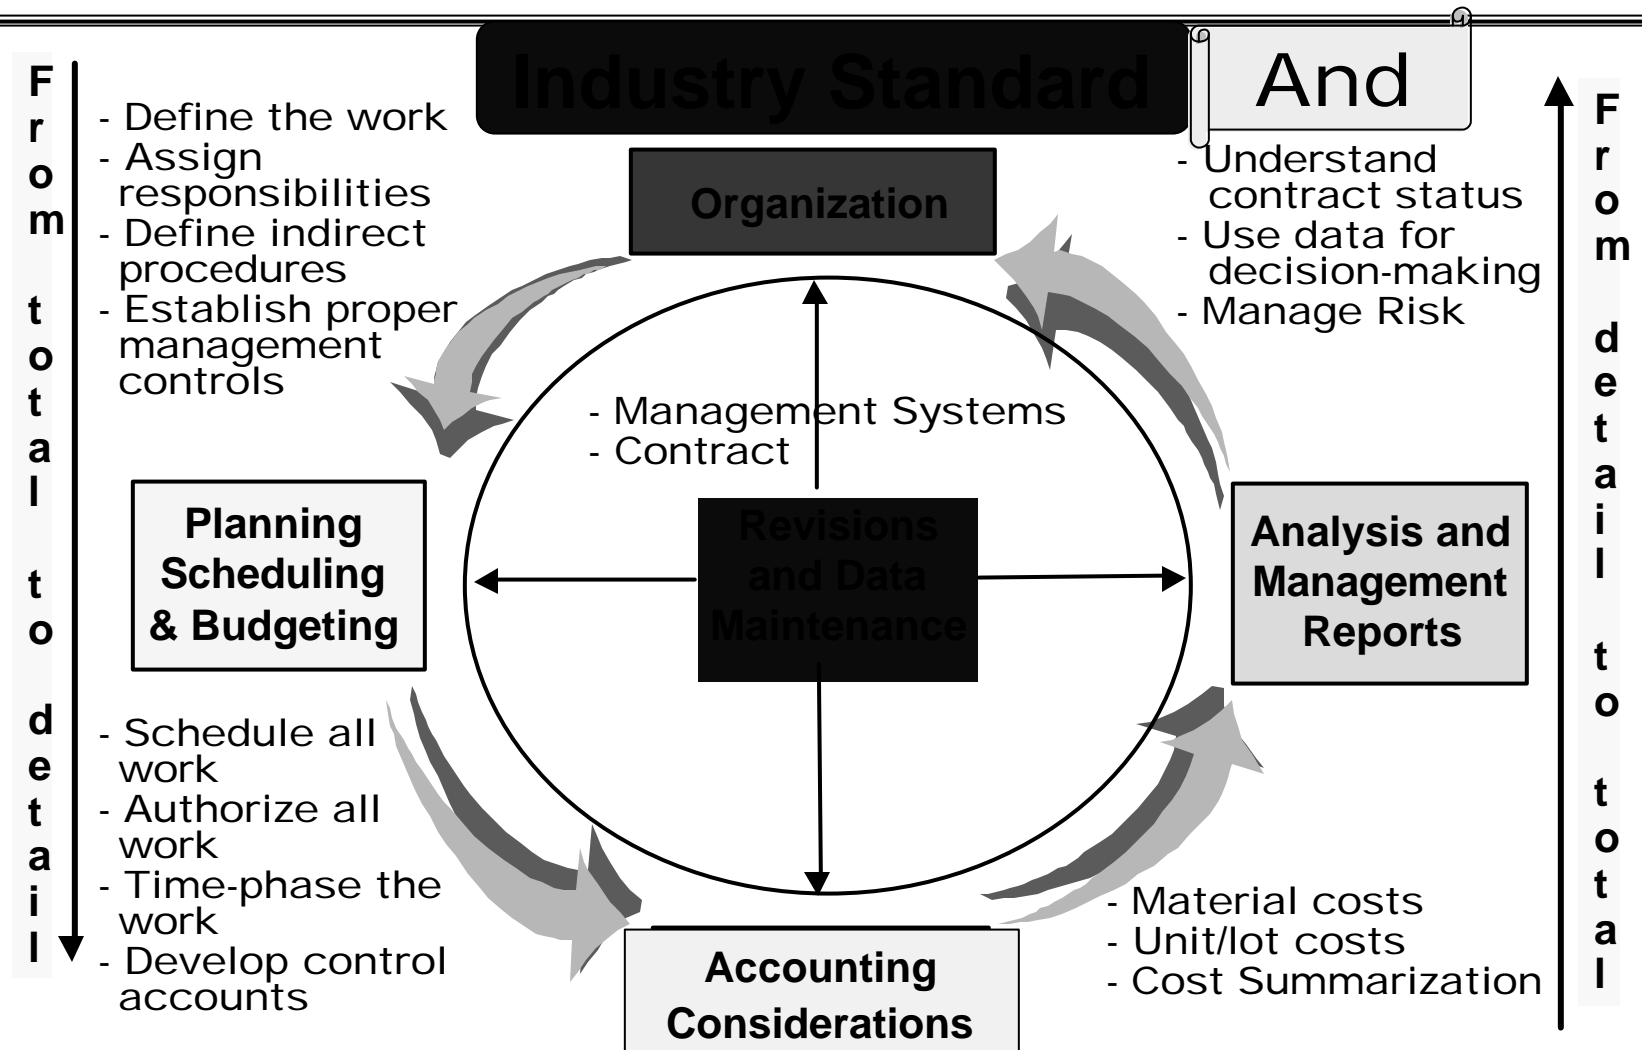 Industry Standard
And
From total to detail
- Define the work
- Assign
responsibilities
- Define indirect
procedures
- Establish proper
management
controls
Organization
- Understand
contract status
- Use data for
decision-making
- Manage Risk
From detail to total
- Management Systems
- Contract
Planning
Scheduling
& Budgeting
Revisions
and Data
Maintenance
Analysis and
Management
Reports
- Schedule all
work
- Authorize all
work
- Time-phase the
work
- Develop control
accounts
Accounting
Considerations
- Material costs
- Unit/lot costs
- Cost Summarization